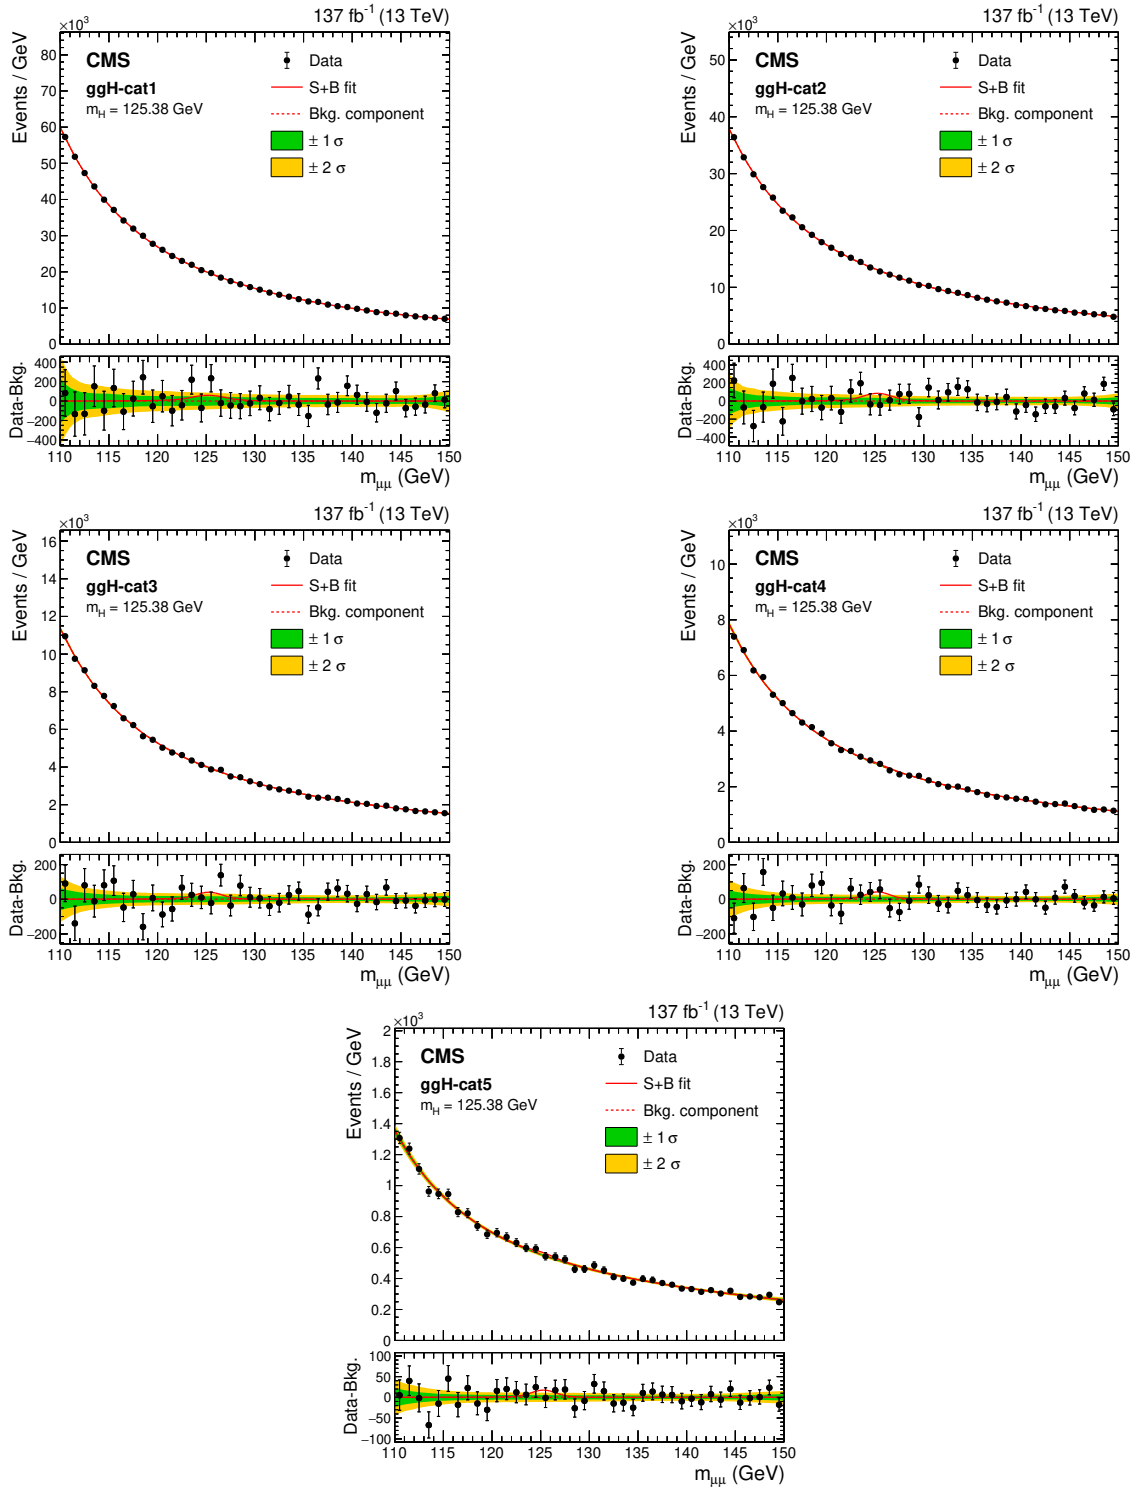 137 fb⁻¹ (13 TeV)
×10³
Events / GeV
CMS
ggH-cat1
m_H = 125.38 GeV
Data
S+B fit
Bkg. component
± 1 σ
± 2 σ
80
70
60
50
40
30
20
10
0
Data-Bkg.
400
200
0
−200
−400
110 115 120 125 130 135 140 145 150
m_μμ (GeV)
137 fb⁻¹ (13 TeV)
×10³
Events / GeV
CMS
ggH-cat2
m_H = 125.38 GeV
Data
S+B fit
Bkg. component
± 1 σ
± 2 σ
50
40
30
20
10
0
Data-Bkg.
400
200
0
−200
−400
110 115 120 125 130 135 140 145 150
m_μμ (GeV)
137 fb⁻¹ (13 TeV)
×10³
Events / GeV
CMS
ggH-cat3
m_H = 125.38 GeV
Data
S+B fit
Bkg. component
± 1 σ
± 2 σ
16
14
12
10
8
6
4
2
0
Data-Bkg.
200
0
−200
110 115 120 125 130 135 140 145 150
m_μμ (GeV)
137 fb⁻¹ (13 TeV)
×10³
Events / GeV
CMS
ggH-cat4
m_H = 125.38 GeV
Data
S+B fit
Bkg. component
± 1 σ
± 2 σ
10
8
6
4
2
0
Data-Bkg.
200
0
−200
110 115 120 125 130 135 140 145 150
m_μμ (GeV)
137 fb⁻¹ (13 TeV)
×10³
Events / GeV
CMS
ggH-cat5
m_H = 125.38 GeV
Data
S+B fit
Bkg. component
± 1 σ
± 2 σ
2
1.8
1.6
1.4
1.2
1
0.8
0.6
0.4
0.2
0
Data-Bkg.
100
50
0
−50
−100
110 115 120 125 130 135 140 145 150
m_μμ (GeV)